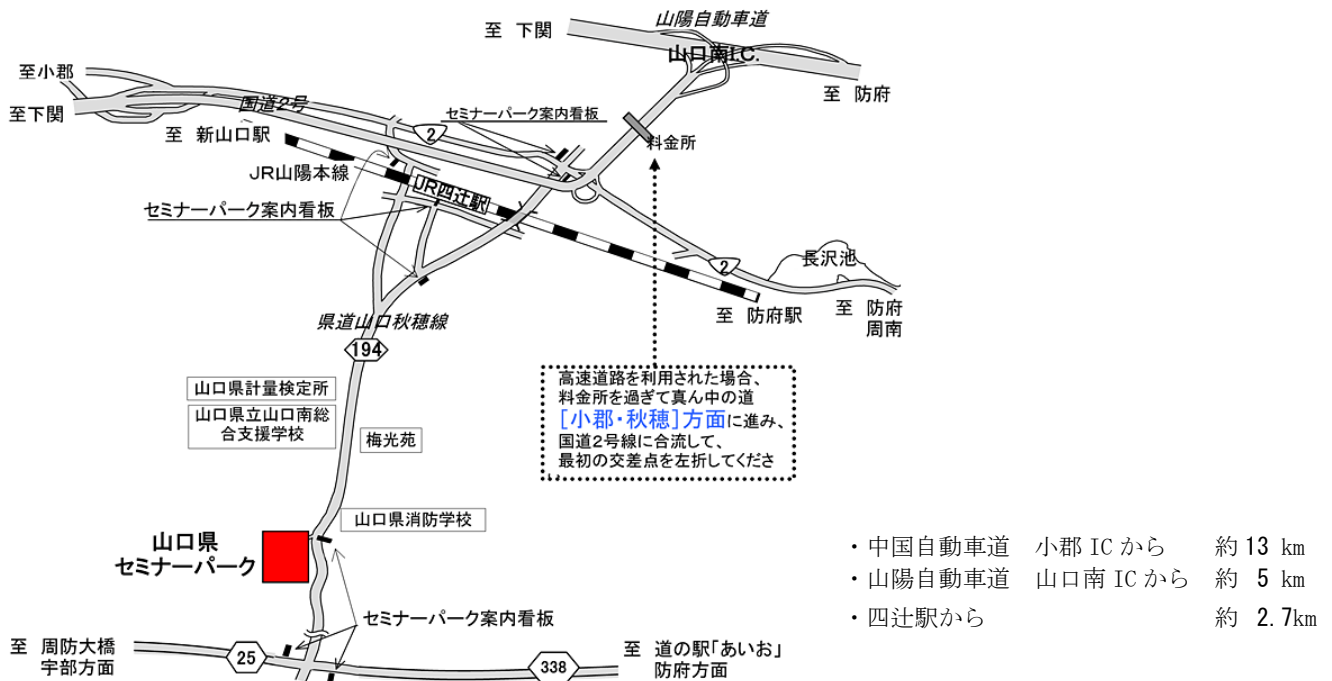 山陽自動車道
至 下関
山口南I.C.
至小郡
至 防府
至下関
国道2号
セミナーパーク案内看板
至 新山口駅
2
料金所
JR山陽本線
JR四辻駅
セミナーパーク案内看板
長沢池
2
至 防府駅
至 防府
周南
県道山口秋穂線
194
高速道路を利用された場合、
料金所を過ぎて真ん中の道
[小郡・秋穂]方面に進み、
国道2号線に合流して、
最初の交差点を左折してくださ
山口県計量検定所
山口県立山口南総
合支援学校
梅光苑
山口県消防学校
山口県
セミナーパーク
・中国自動車道 小郡 IC から 約 13 km
・山陽自動車道 山口南 IC から 約 5 km
・四辻駅から 約 2.7km
セミナーパーク案内看板
至 周防大橋
宇部方面
25
338
至 道の駅「あいお」
防府方面